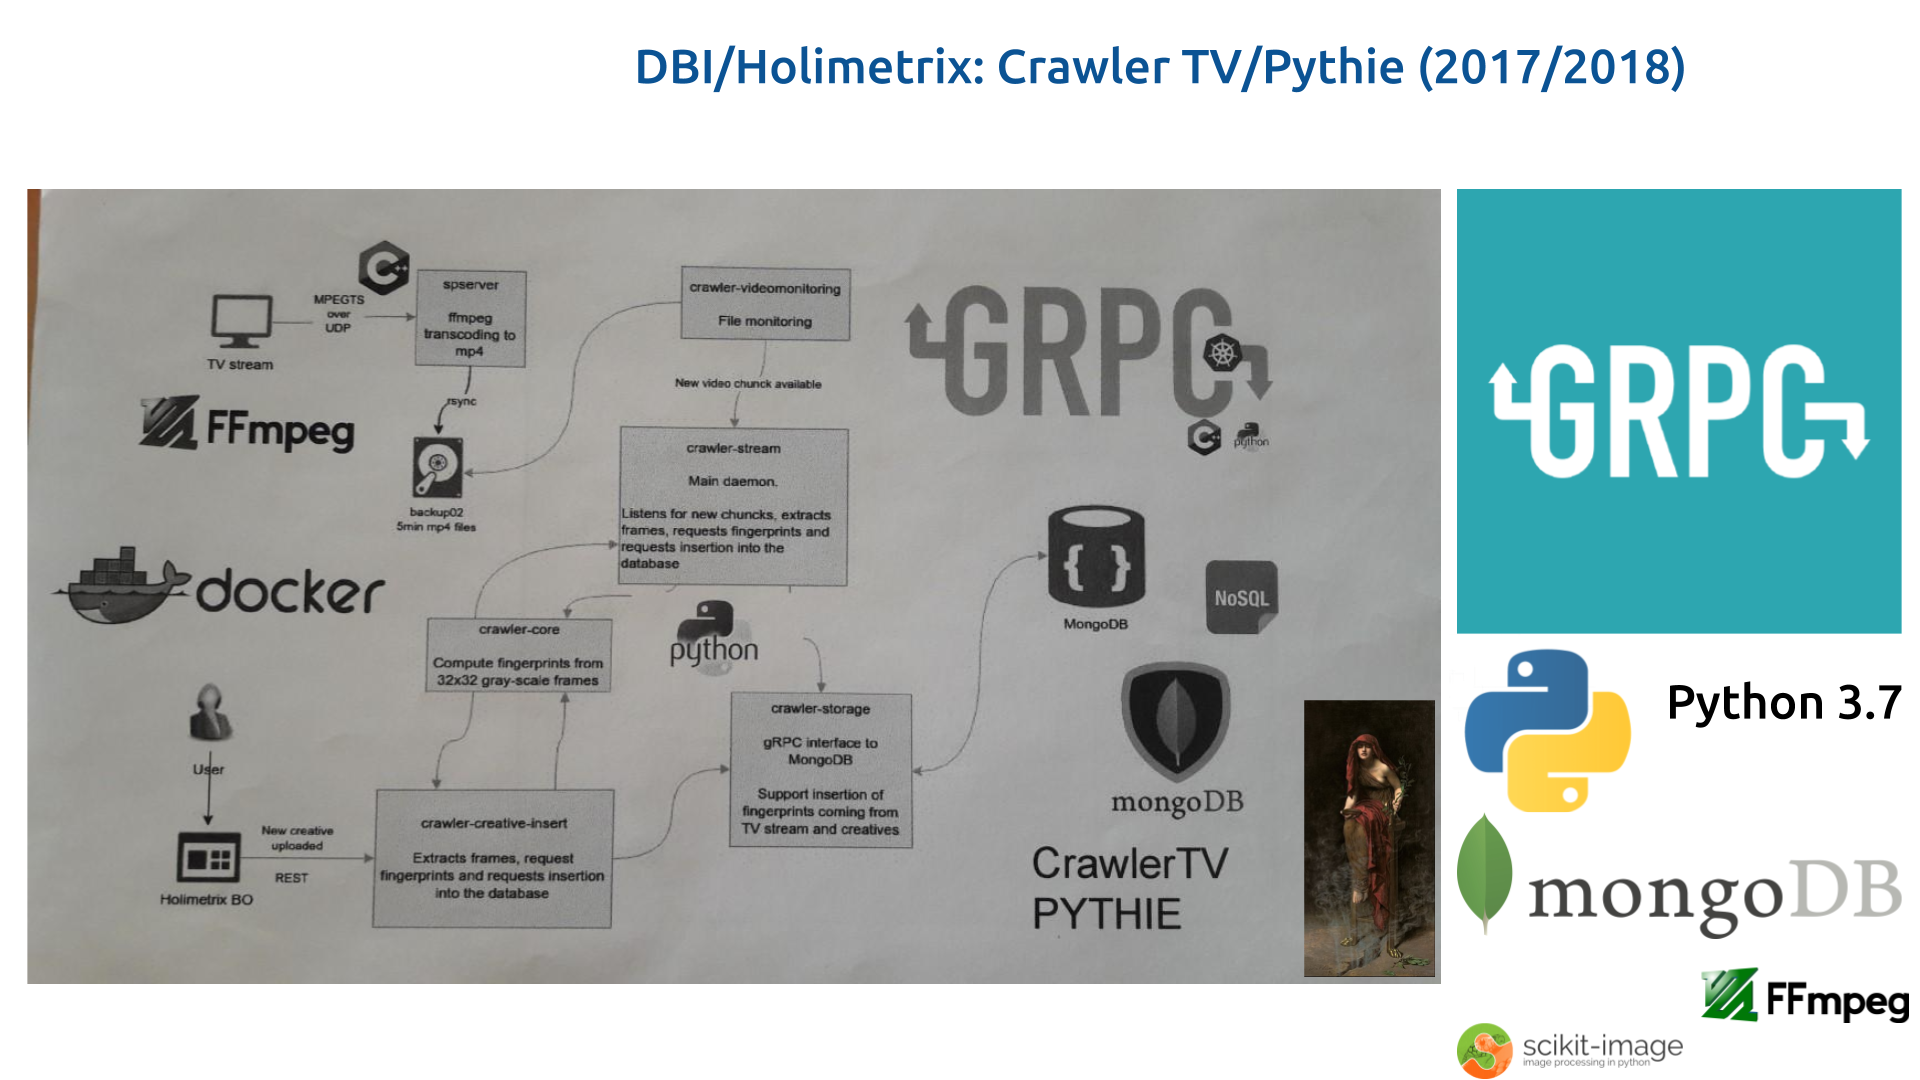 DBI/Holimetrix: Crawler TV/Pythie (2017/2018)
TV stream
MPEGTS
over
UDP
C++
spserver
ffmpeg
transcoding to
mp4
rsync
FFmpeg
backup02
5min mp4 files
crawler-videomonitoring
File monitoring
New video chunck available
crawler-stream
Main daemon.
Listens for new chuncks, extracts
frames, requests fingerprints and
requests insertion into the
database
GRPC
C++
python
docker
crawler-core
Compute fingerprints from
32x32 gray-scale frames
python
{ }
MongoDB
NoSQL
User
New creative
uploaded
REST
Holimetrix BO
crawler-creative-insert
Extracts frames, request
fingerprints and requests insertion
into the database
crawler-storage
gRPC interface to
MongoDB
Support insertion of
fingerprints coming from
TV stream and creatives
mongoDB
CrawlerTV
PYTHIE
GRPC
Python 3.7
mongoDB
FFmpeg
scikit-image
image processing in python